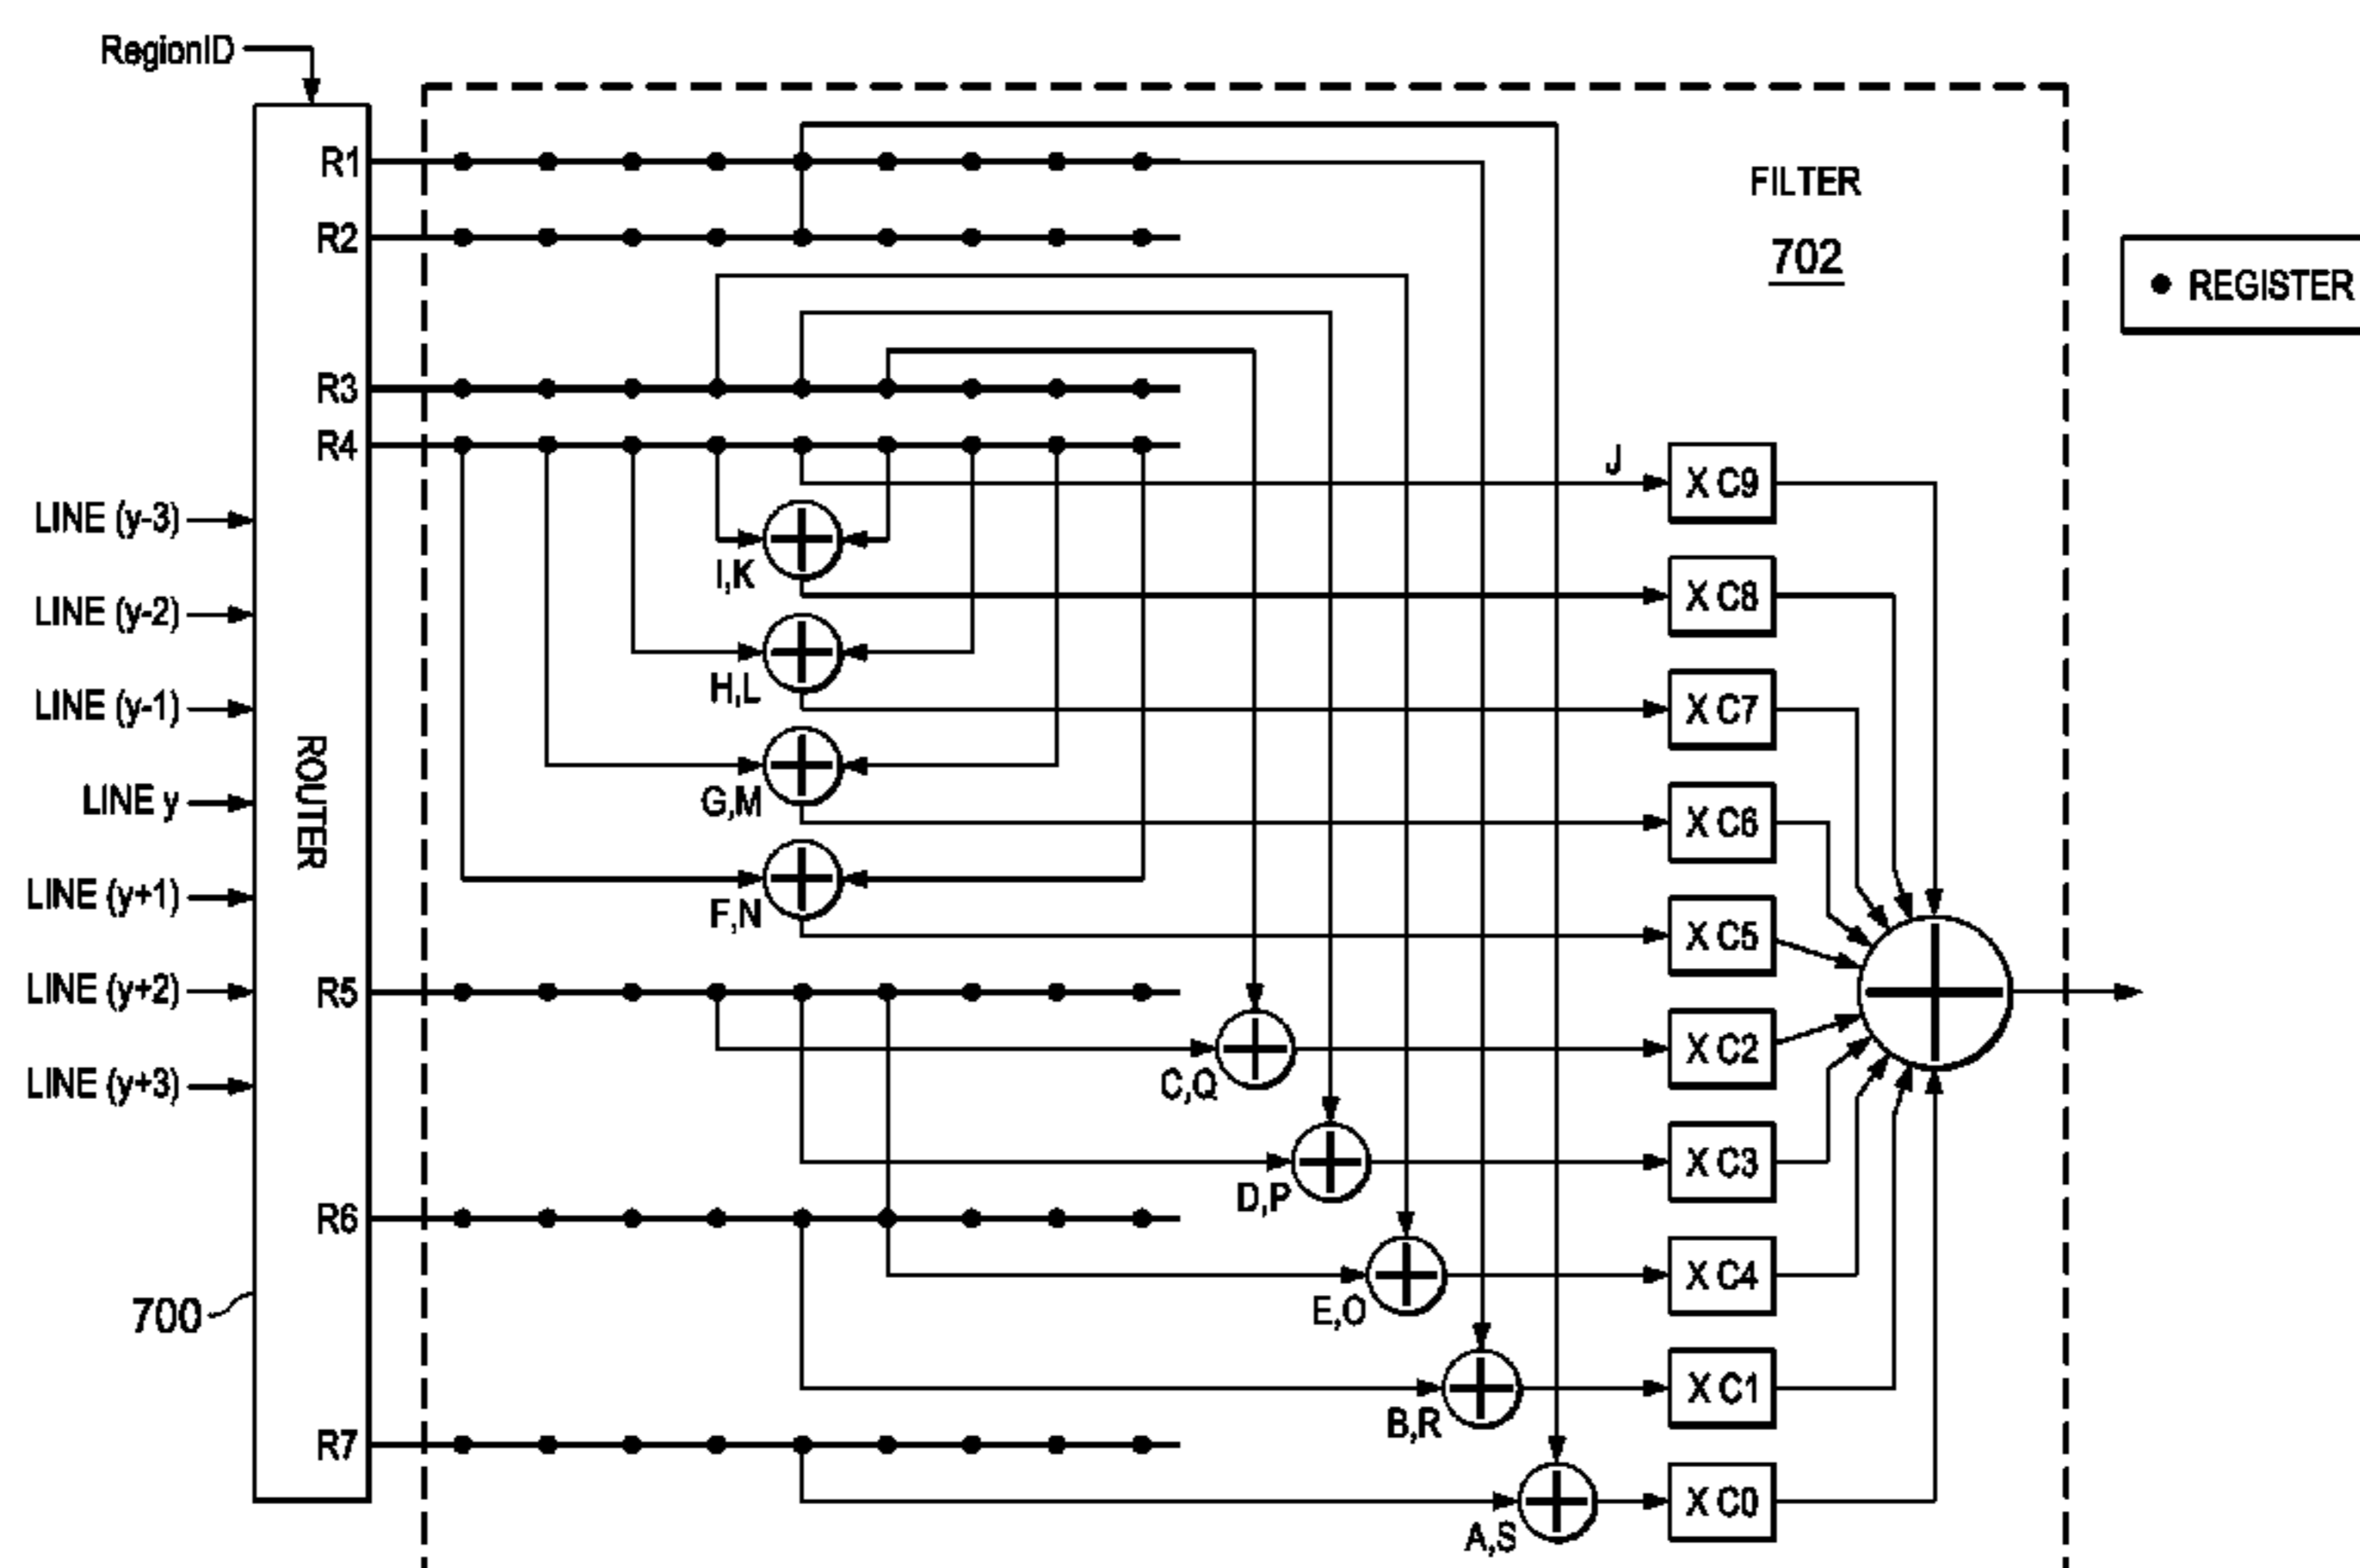 RegionID
R1
FILTER
R2
702
REGISTER
R3
R4
J
X C9
LINE (y-3)
I,K
X C8
LINE (y-2)
H,L
X C7
LINE (y-1)
ROUTER
G,M
X C6
LINE y
F,N
X C5
LINE (y+1)
LINE (y+2)
R5
X C2
C,Q
LINE (y+3)
X C3
D,P
R6
X C4
E,O
700
X C1
B,R
R7
X C0
A,S